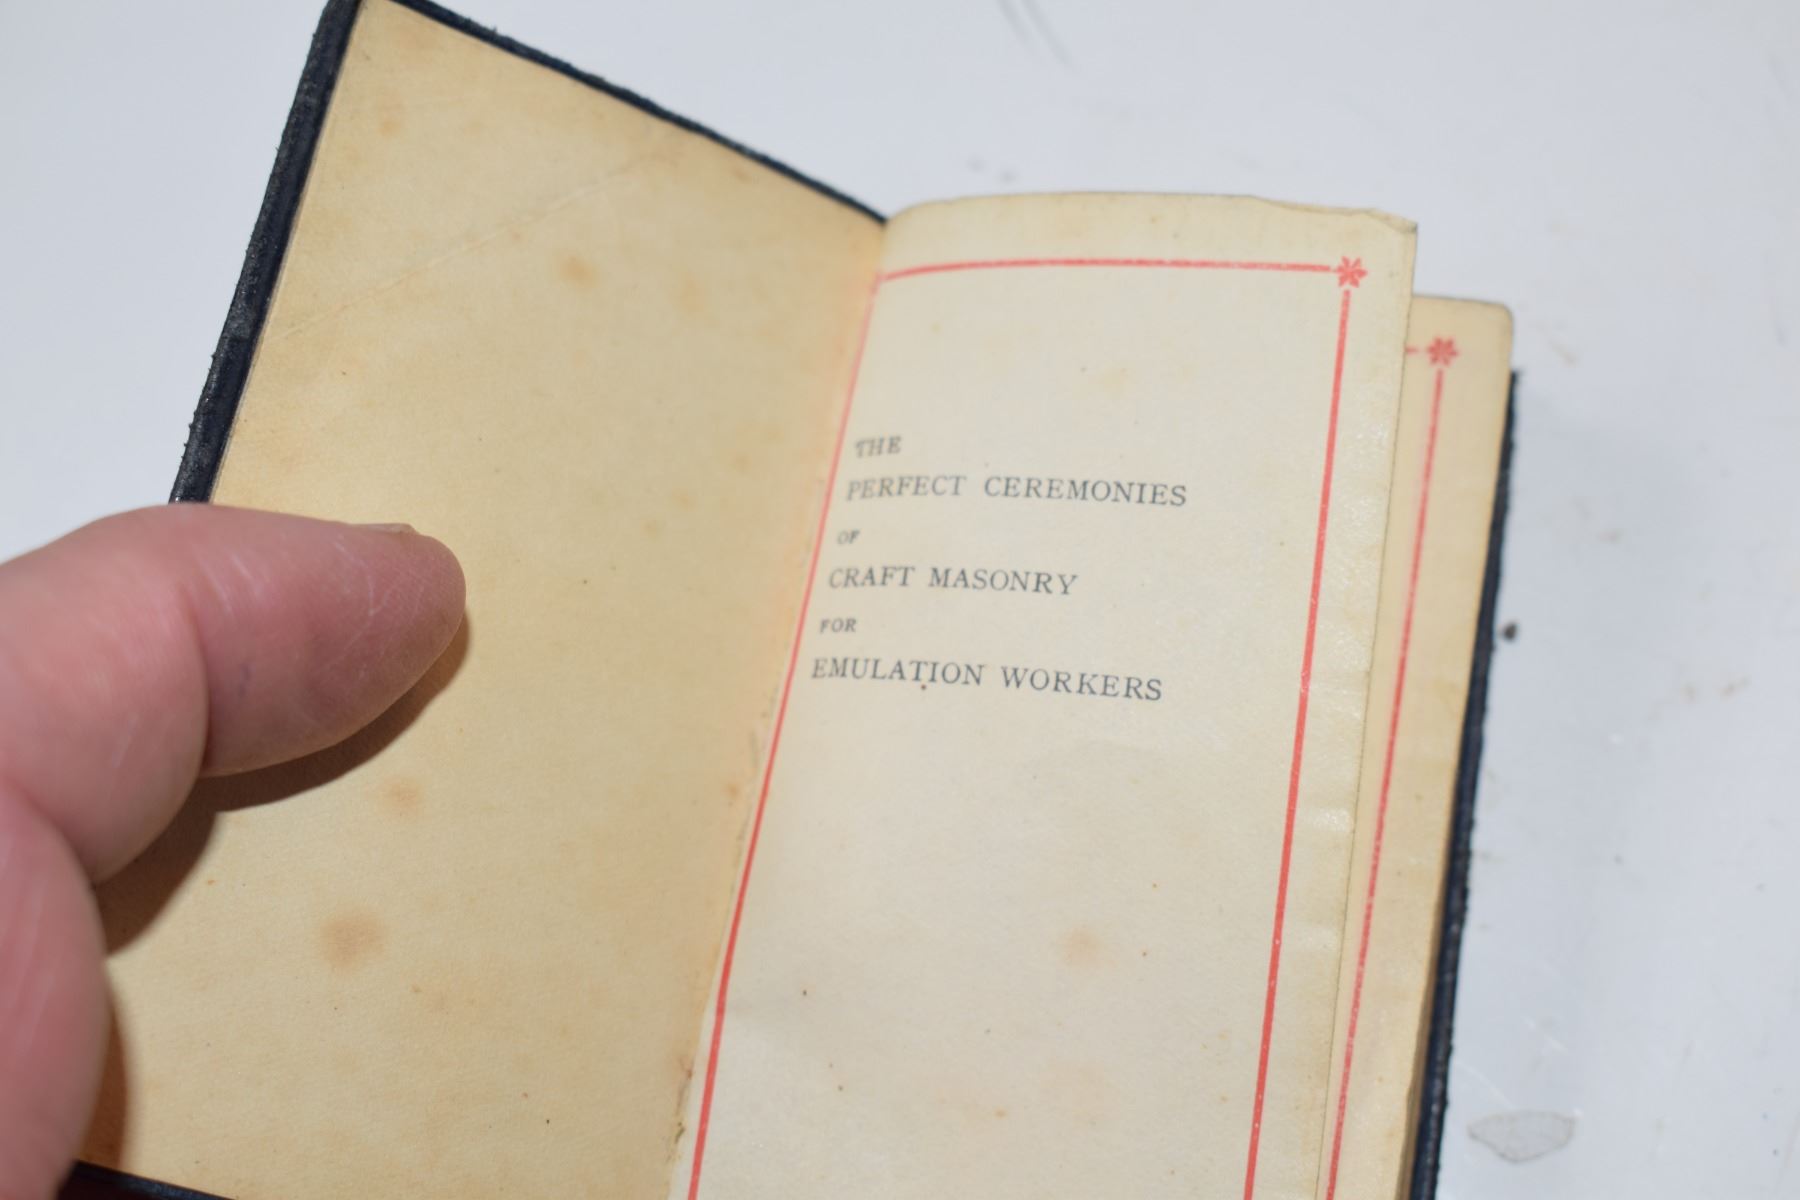 THE
PERFECT CEREMONIES
OF
CRAFT MASONRY
FOR
EMULATION WORKERS